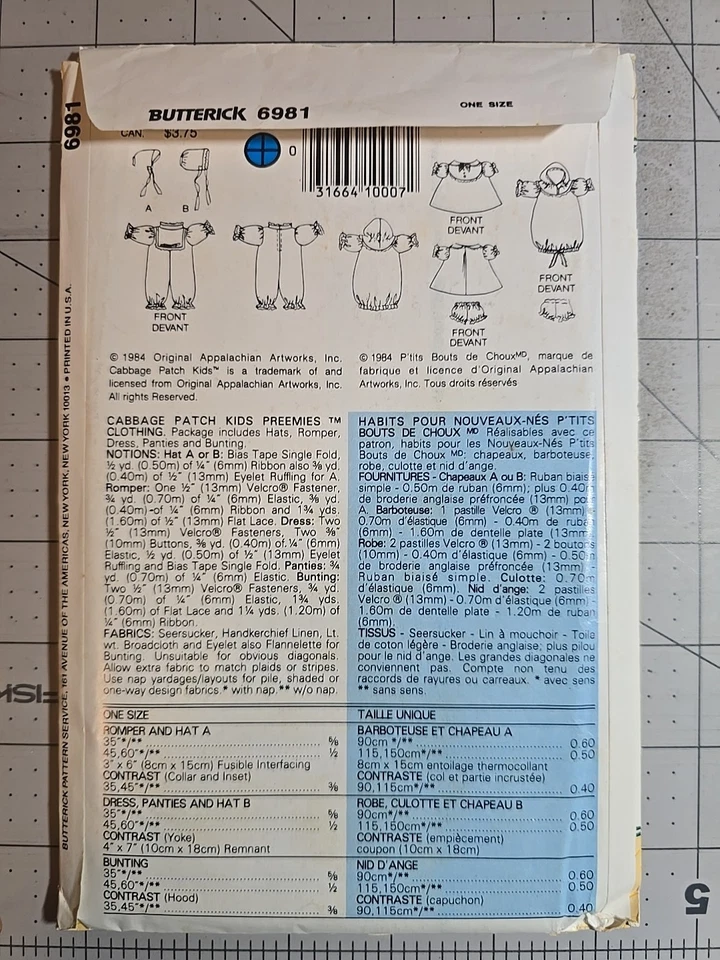 BUTTERICK 6981
ONE SIZE
6981
CAN. $3.75
0
31664 10007
A
B
FRONT
DEVANT
FRONT
DEVANT
FRONT
DEVANT
FRONT
DEVANT
BUTTERICK PATTERN SERVICE, 161 AVENUE OF THE AMERICAS, NEW YORK, NEW YORK 10013 • PRINTED IN U.S.A.
© 1984 Original Appalachian Artworks, Inc.
Cabbage Patch Kids™ is a trademark of and
licensed from Original Appalachian Artworks, Inc.
All rights Reserved.
© 1984 P'tits Bouts de Chouxᴹᴰ, marque de
fabrique et licence d'Original Appalachian
Artworks, Inc. Tous droits réservés
CABBAGE PATCH KIDS PREEMIES ™
CLOTHING. Package includes Hats, Romper,
Dress, Panties and Bunting.
NOTIONS: Hat A or B: Bias Tape Single Fold,
½ yd. (0.50m) of ¼" (6mm) Ribbon also ⅜ yd.
(0.40m) of ½" (13mm) Eyelet Ruffling for A.
Romper: One ½" (13mm) Velcro® Fastener,
¾ yd. (0.70m) of ¼" (6mm) Elastic, ⅜ yd.
(0.40m) of ¼" (6mm) Ribbon and 1¾ yds.
(1.60m) of ½" (13mm) Flat Lace. Dress: Two
½" (13mm) Velcro® Fasteners, Two ⅜"
(10mm) Buttons, ⅜ yd. (0.40m) of ¼" (6mm)
Elastic, ½ yd. (0.50m) of ½" (13mm) Eyelet
Ruffling and Bias Tape Single Fold. Panties: ¾
yd. (0.70m) of ¼" (6mm) Elastic. Bunting:
Two ½" (13mm) Velcro® Fasteners, ¾ yd.
(0.70m) of ¼" (6mm) Elastic, 1¾ yds.
(1.60m) of Flat Lace and 1¼ yds. (1.20m) of
¼" (6mm) Ribbon.
FABRICS: Seersucker, Handkerchief Linen, Lt.
wt. Broadcloth and Eyelet also Flannelette for
Bunting. Unsuitable for obvious diagonals.
Allow extra fabric to match plaids or stripes.
Use nap yardages/layouts for pile, shaded or
one-way design fabrics. * with nap. ** w/o nap.
HABITS POUR NOUVEAUX-NÉS P'TITS
BOUTS DE CHOUX ᴹᴰ Réalisables avec ce
patron, habits pour les Nouveaux-Nés P'tits
Bouts de Choux ᴹᴰ: chapeaux, barboteuse,
robe, culotte et nid d'ange.
FOURNITURES - Chapeaux A ou B: Ruban biais
simple - 0.50m de ruban (6mm); plus 0.40m
de broderie anglaise préfroncée (13mm) pour
A. Barboteuse: 1 pastille Velcro ® (13mm) -
0.70m d'élastique (6mm) - 0.40m de ruban
(6mm) - 1.60m de dentelle plate (13mm)
Robe: 2 pastilles Velcro ® (13mm) - 2 boutons
(10mm) - 0.40m d'élastique (6mm) - 0.50m
de broderie anglaise préfroncée (13mm) -
Ruban biaisé simple. Culotte: 0.70m
d'élastique (6mm). Nid d'ange: 2 pastilles
Velcro ® (13mm) - 0.70m d'élastique (6mm) -
1.60m de dentelle plate - 1.20m de ruban
(6mm).
TISSUS - Seersucker - Lin à mouchoir - Toile
de coton légère - Broderie anglaise; plus pilou
pour le nid d'ange. Les grandes diagonales ne
conviennent pas. Compte non tenu des
raccords de rayures ou carreaux. * avec sens
** sans sens.
ONE SIZE
ROMPER AND HAT A
35"*/** ⅝
45,60"*/** ½
3" x 6" (8cm x 15cm) Fusible Interfacing
CONTRAST (Collar and Inset)
35,45"*/** ⅜
DRESS, PANTIES AND HAT B
35"*/** ⅝
45,60"*/** ½
CONTRAST (Yoke)
4" x 7" (10cm x 18cm) Remnant
BUNTING
35"*/** ⅝
45,60"*/** ½
CONTRAST (Hood)
35,45"*/** ⅜
TAILLE UNIQUE
BARBOTEUSE ET CHAPEAU A
90cm */** 0.60
115,150cm*/** 0.50
8cm x 15cm entoilage thermocollant
CONTRASTE (col et partie incrustée)
90,115cm*/** 0.40
ROBE, CULOTTE ET CHAPEAU B
90cm*/** 0.60
115,150cm*/** 0.50
CONTRASTE (empiècement)
coupon (10cm x 18cm)
NID D'ANGE
90cm*/** 0.60
115,150cm*/** 0.50
CONTRASTE (capuchon)
90,115cm*/** 0.40
5